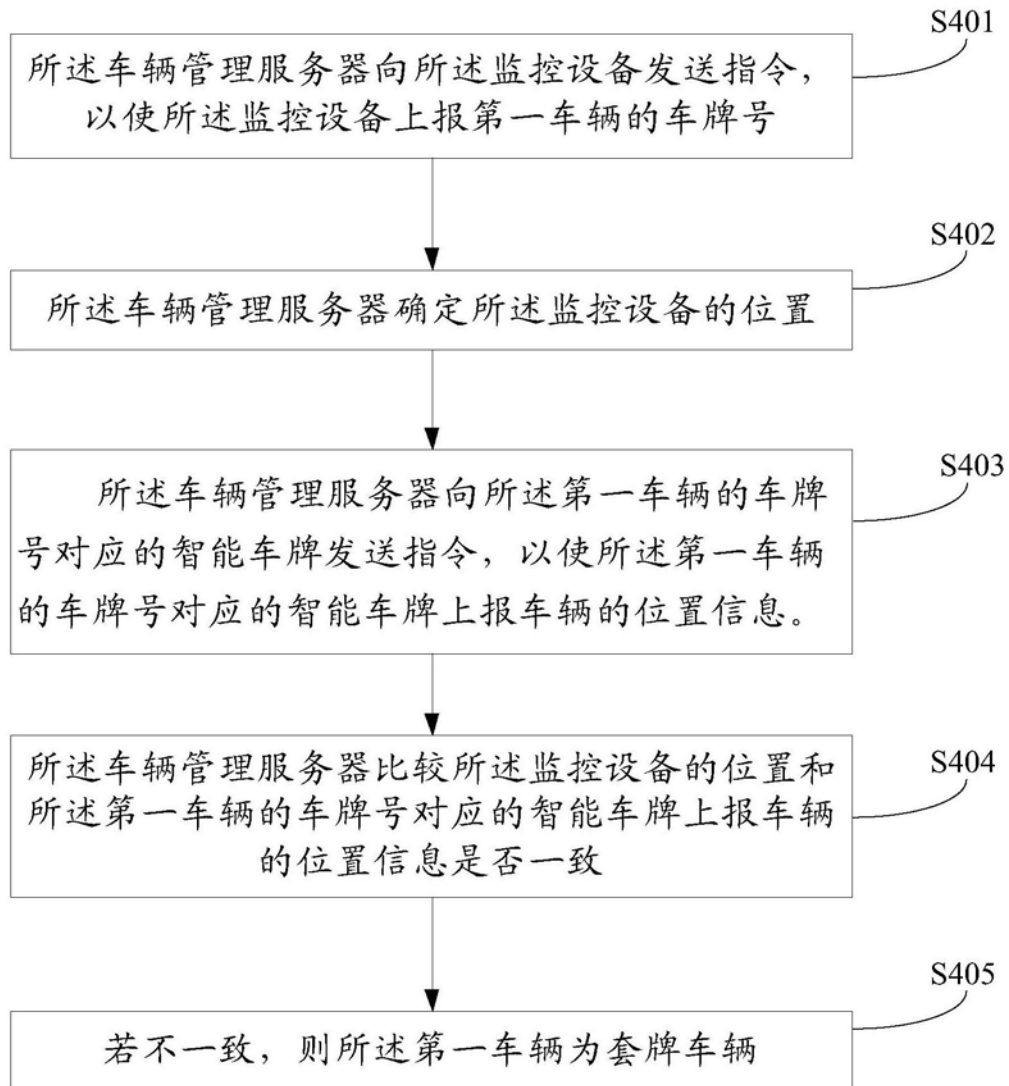 S401
所述车辆管理服务器向所述监控设备发送指令，
以使所述监控设备上报第一车辆的车牌号
S402
所述车辆管理服务器确定所述监控设备的位置
S403
所述车辆管理服务器向所述第一车辆的车牌
号对应的智能车牌发送指令，以使所述第一车辆
的车牌号对应的智能车牌上报车辆的位置信息。
S404
所述车辆管理服务器比较所述监控设备的位置和
所述第一车辆的车牌号对应的智能车牌上报车辆
的位置信息是否一致
S405
若不一致，则所述第一车辆为套牌车辆